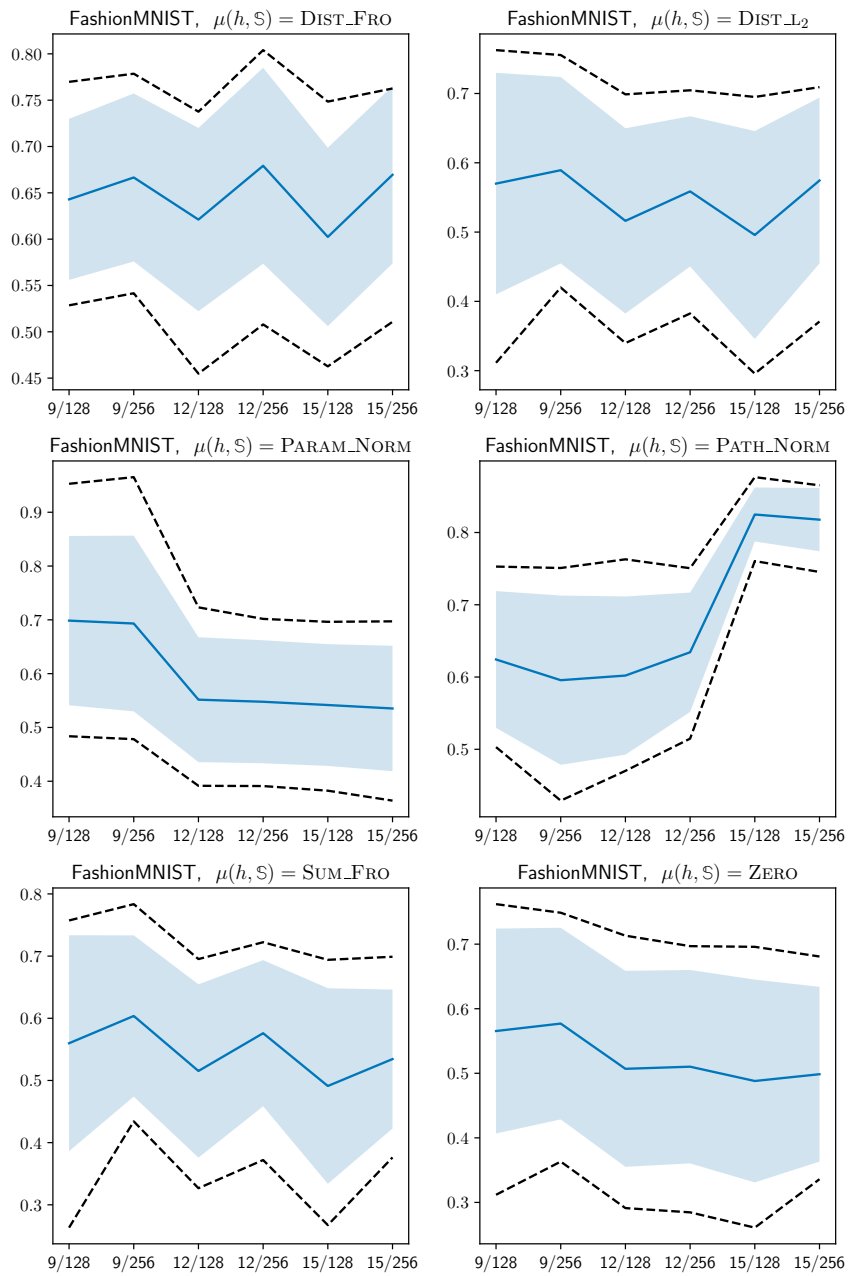 FashionMNIST, μ(h, 𝕊) = DIST_FRO
0.80
0.75
0.70
0.65
0.60
0.55
0.50
0.45
9/128 9/256 12/128 12/256 15/128 15/256
FashionMNIST, μ(h, 𝕊) = DIST_L₂
0.7
0.6
0.5
0.4
0.3
9/128 9/256 12/128 12/256 15/128 15/256
FashionMNIST, μ(h, 𝕊) = PARAM_NORM
0.9
0.8
0.7
0.6
0.5
0.4
9/128 9/256 12/128 12/256 15/128 15/256
FashionMNIST, μ(h, 𝕊) = PATH_NORM
0.8
0.7
0.6
0.5
9/128 9/256 12/128 12/256 15/128 15/256
FashionMNIST, μ(h, 𝕊) = SUM_FRO
0.8
0.7
0.6
0.5
0.4
0.3
9/128 9/256 12/128 12/256 15/128 15/256
FashionMNIST, μ(h, 𝕊) = ZERO
0.7
0.6
0.5
0.4
0.3
9/128 9/256 12/128 12/256 15/128 15/256